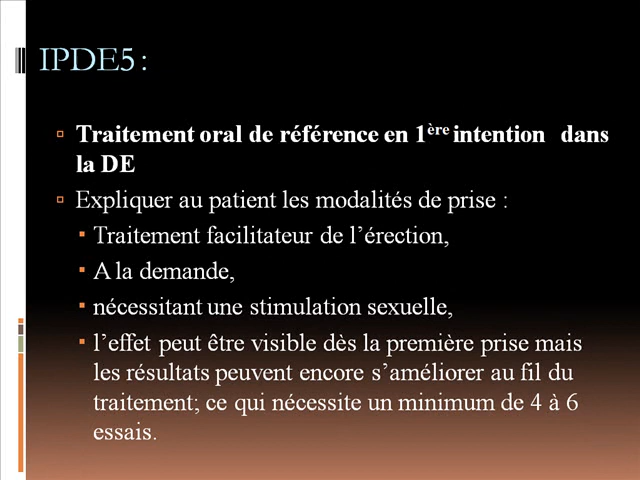 IPDE5 :
Traitement oral de référence en 1ère intention dans
la DE
Expliquer au patient les modalités de prise :
Traitement facilitateur de l’érection,
A la demande,
nécessitant une stimulation sexuelle,
l’effet peut être visible dès la première prise mais
les résultats peuvent encore s’améliorer au fil du
traitement; ce qui nécessite un minimum de 4 à 6
essais.